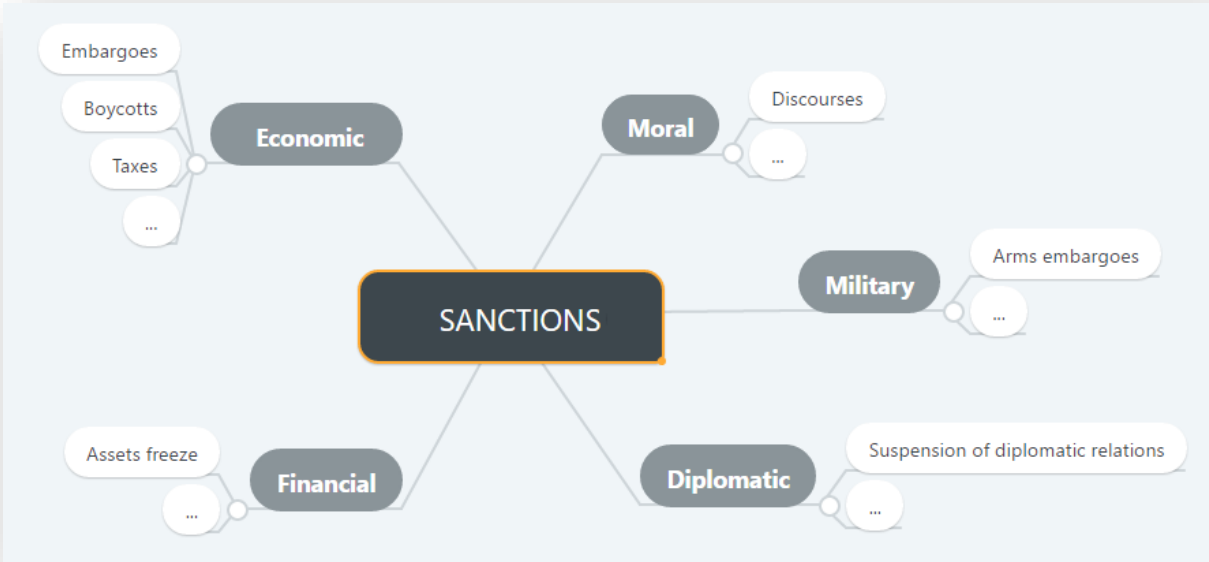 Embargoes
Boycotts
Taxes
...
Economic
Moral
Discourses
...
Military
Arms embargoes
...
SANCTIONS
Assets freeze
...
Financial
Diplomatic
Suspension of diplomatic relations
...